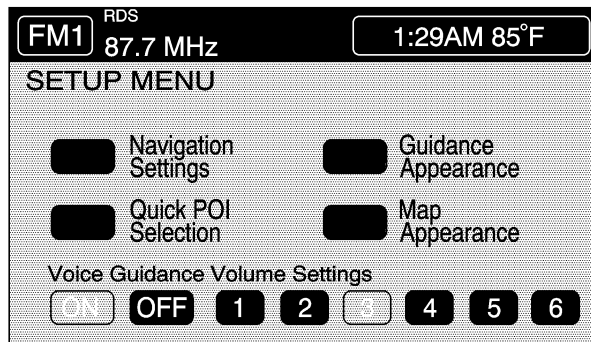 FM1 RDS 87.7 MHz 1:29AM 85°F
SETUP MENU
Navigation Settings
Guidance Appearance
Quick POI Selection
Map Appearance
Voice Guidance Volume Settings
ON OFF 1 2 3 4 5 6